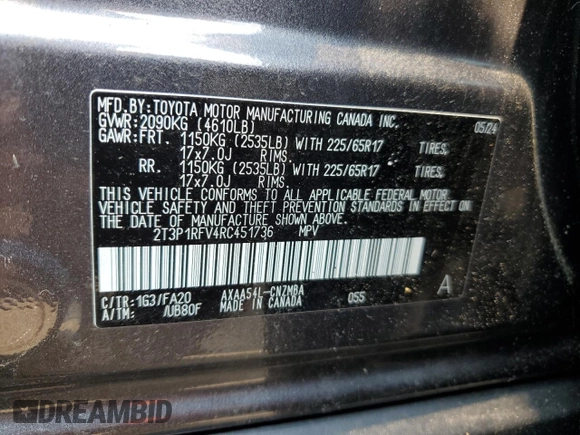 MFD.BY:TOYOTA MOTOR MANUFACTURING CANADA INC.
GVWR:2090KG (4610LB) 05/24
GAWR:FRT. 1150KG (2535LB) WITH 225/65R17 TIRES,
17x7.0J RIMS.
RR. 1150KG (2535LB) WITH 225/65R17 TIRES,
17x7.0J RIMS.
THIS VEHICLE CONFORMS TO ALL APPLICABLE FEDERAL MOTOR
VEHICLE SAFETY AND THEFT PREVENTION STANDARDS IN EFFECT ON
THE DATE OF MANUFACTURE SHOWN ABOVE.
2T3P1RFV4RC451736 MPV
C/TR:1G3/FA20 AXAA54L-CNZMBA 055 A
A/TM: /UB80F MADE IN CANADA
DREAMBID